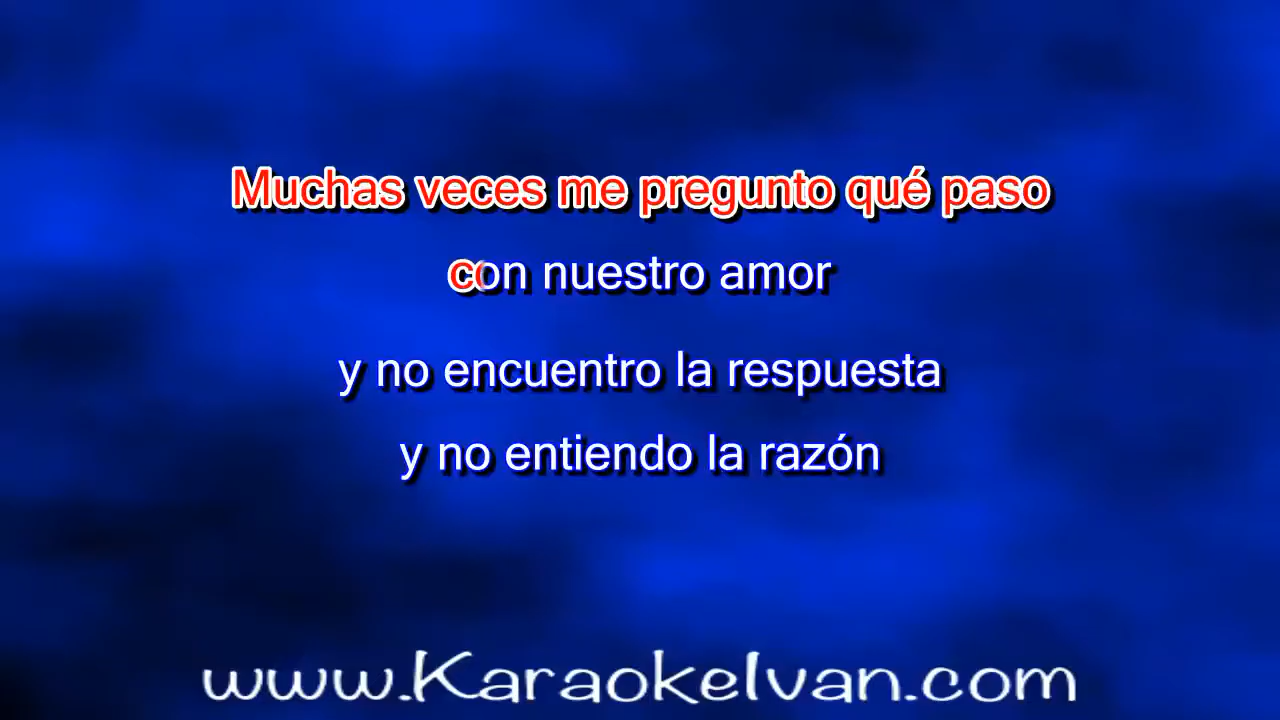 Muchas veces me pregunto qué paso
con nuestro amor
y no encuentro la respuesta
y no entiendo la razón
www.KaraokeIvan.com